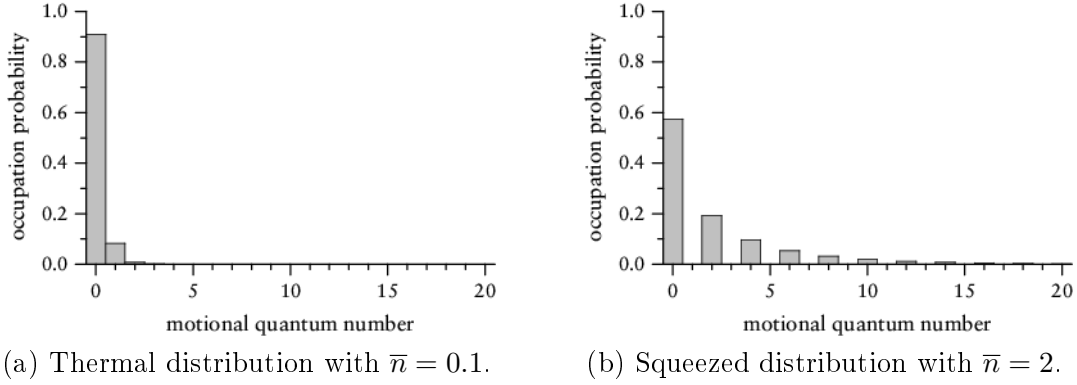 occupation probability
1.0
0.8
0.6
0.4
0.2
0.0
0 5 10 15 20
motional quantum number
(a) Thermal distribution with n̅ = 0.1.
occupation probability
1.0
0.8
0.6
0.4
0.2
0.0
0 5 10 15 20
motional quantum number
(b) Squeezed distribution with n̅ = 2.